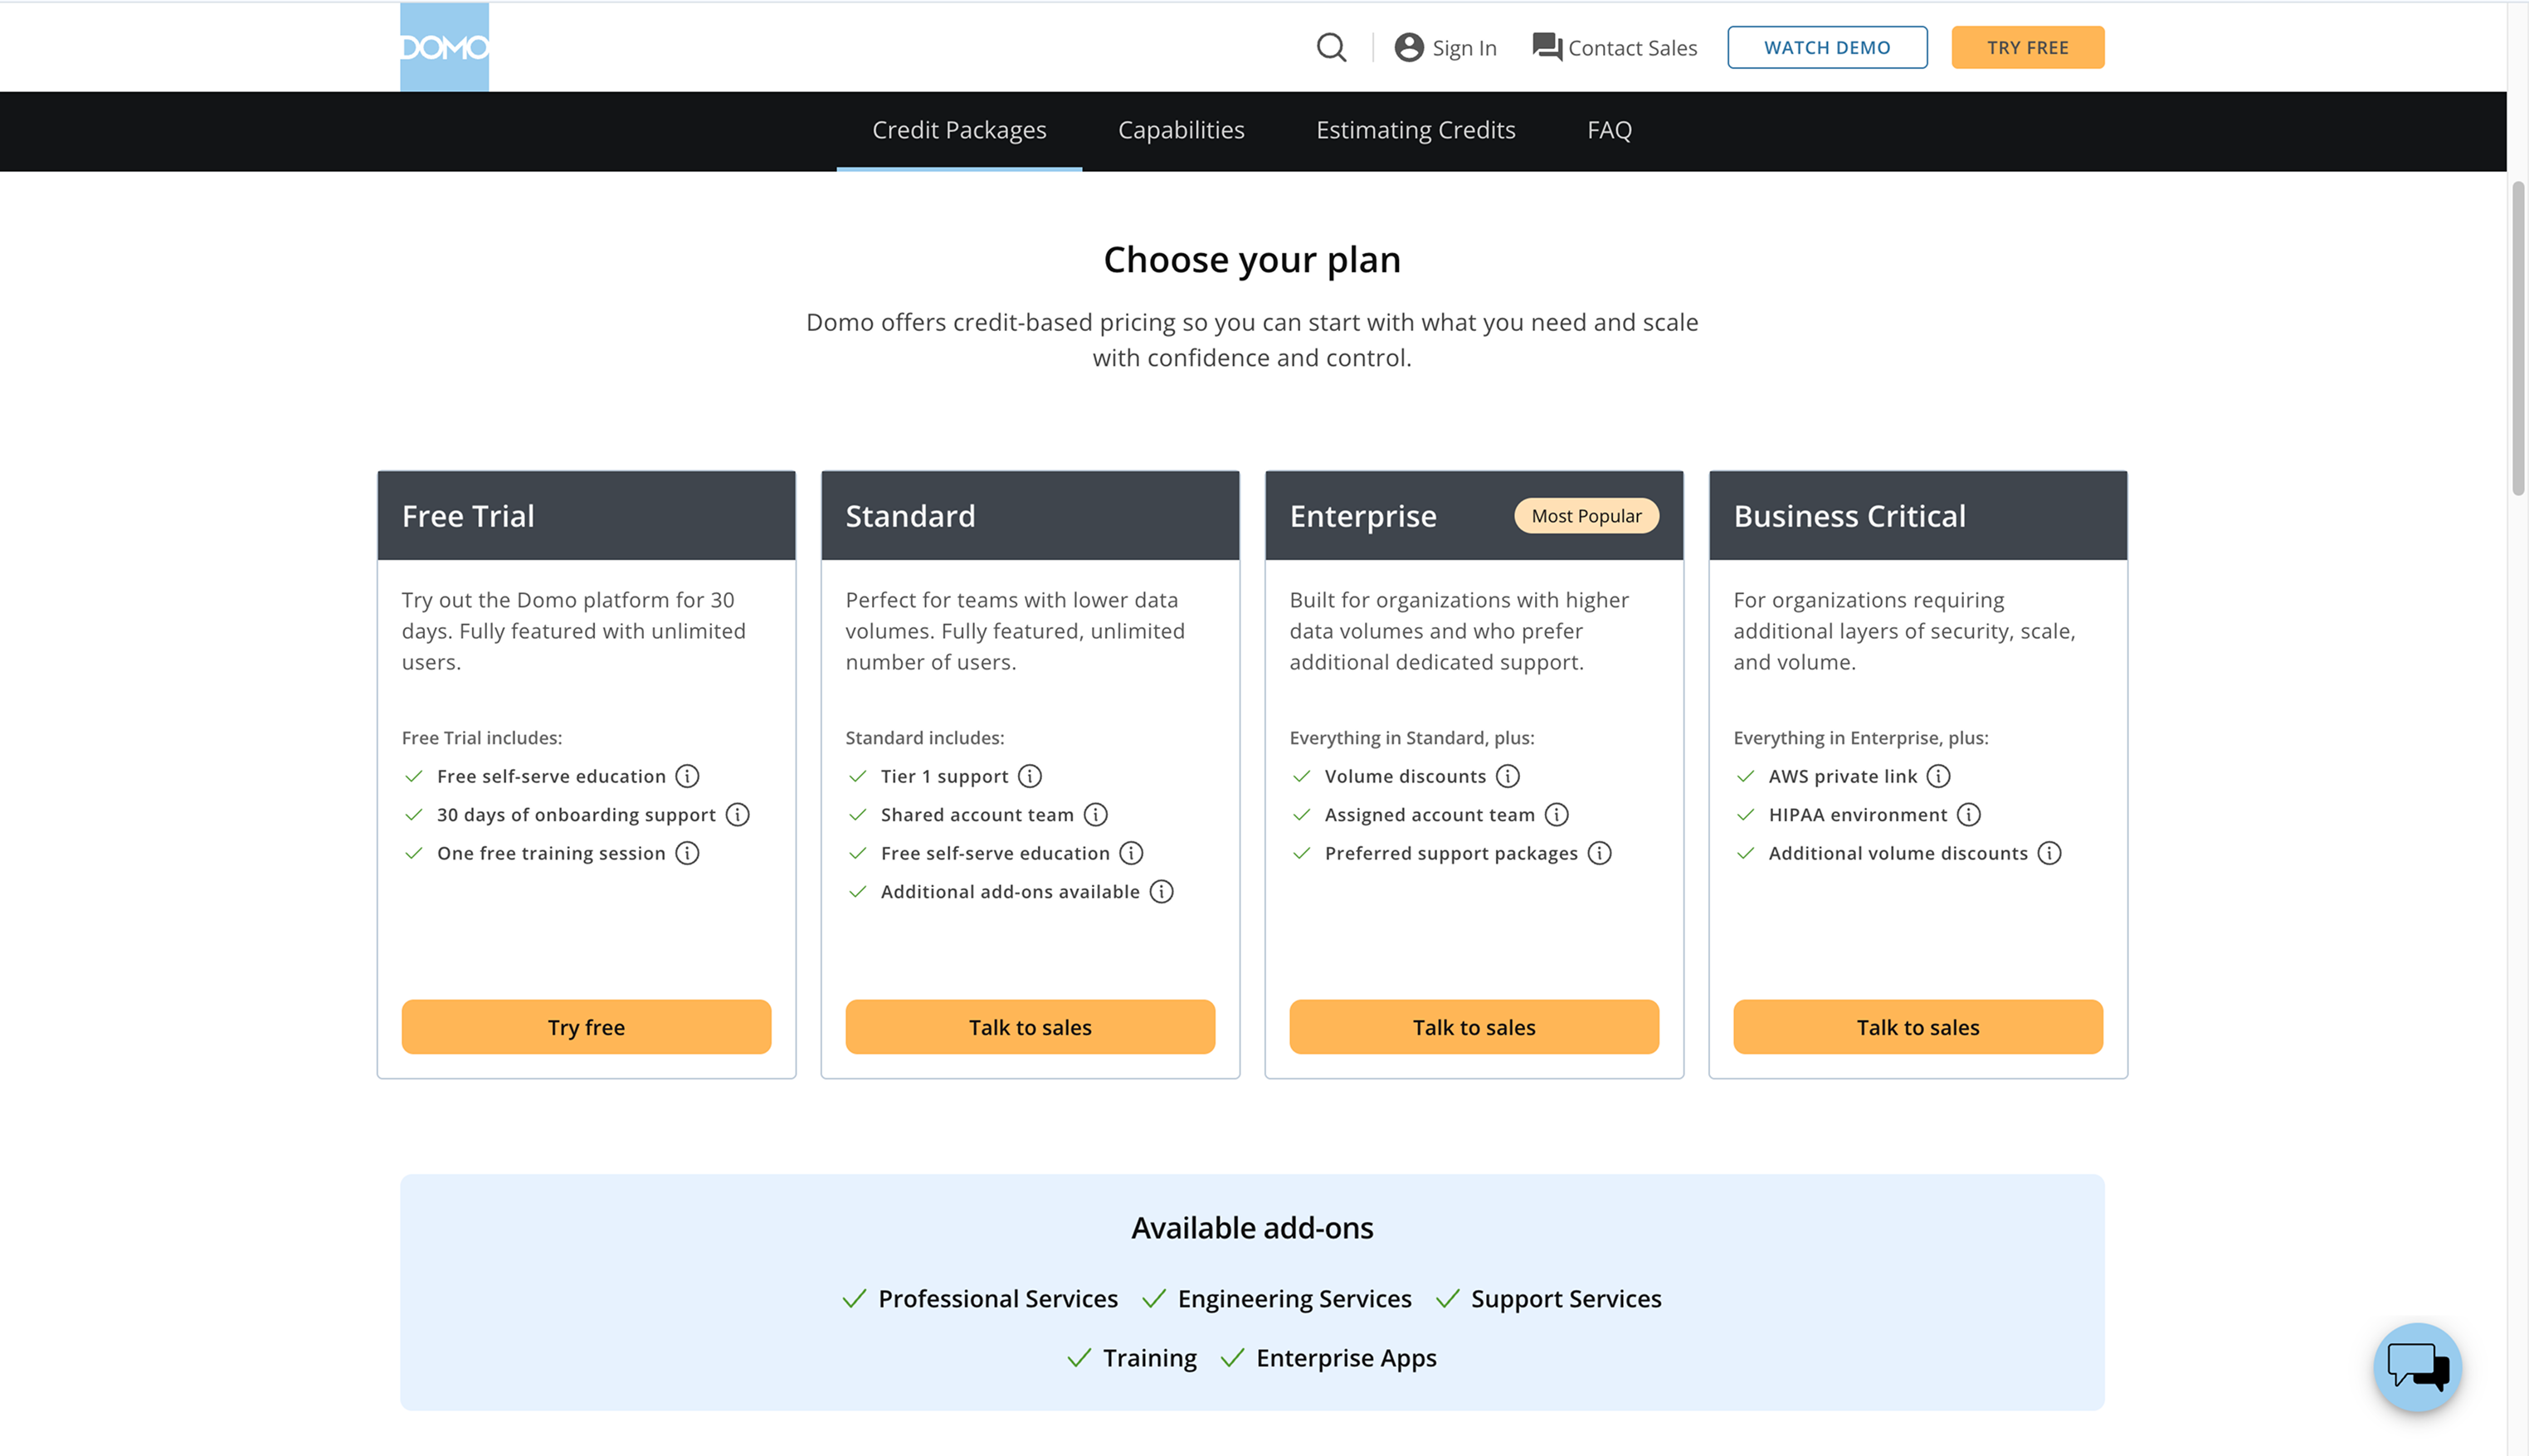 DOMO
Sign In
Contact Sales
WATCH DEMO
TRY FREE
Credit Packages
Capabilities
Estimating Credits
FAQ
Choose your plan
Domo offers credit-based pricing so you can start with what you need and scale
with confidence and control.
Free Trial
Try out the Domo platform for 30
days. Fully featured with unlimited
users.
Free Trial includes:
Free self-serve education
30 days of onboarding support
One free training session
Try free
Standard
Perfect for teams with lower data
volumes. Fully featured, unlimited
number of users.
Standard includes:
Tier 1 support
Shared account team
Free self-serve education
Additional add-ons available
Talk to sales
Enterprise
Most Popular
Built for organizations with higher
data volumes and who prefer
additional dedicated support.
Everything in Standard, plus:
Volume discounts
Assigned account team
Preferred support packages
Talk to sales
Business Critical
For organizations requiring
additional layers of security, scale,
and volume.
Everything in Enterprise, plus:
AWS private link
HIPAA environment
Additional volume discounts
Talk to sales
Available add-ons
Professional Services
Engineering Services
Support Services
Training
Enterprise Apps